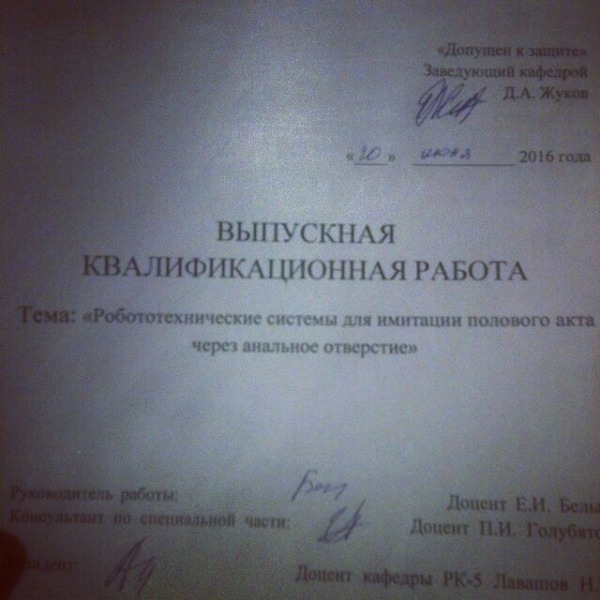 «Допущен к защите»
Заведующий кафедрой
Д.А. Жуков
«20» июня 2016 года
ВЫПУСКНАЯ
КВАЛИФИКАЦИОННАЯ РАБОТА
Тема: «Робототехнические системы для имитации полового акта
через анальное отверстие»
Руководитель работы: Доцент Е.И.
Консультант по специальной части: Доцент П.И.
Доцент кафедры РК-5 Лавашов Н.